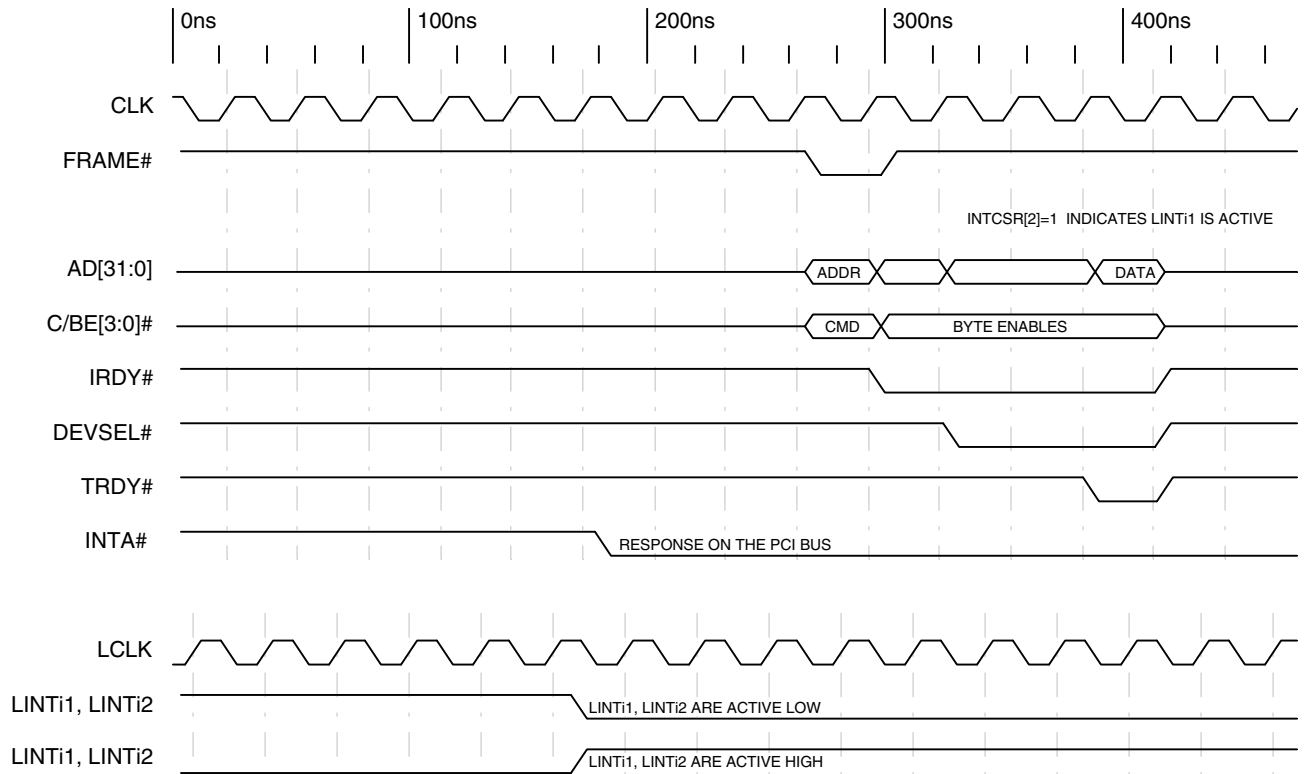 0ns 100ns 200ns 300ns 400ns
CLK
FRAME#
INTCSR[2]=1 INDICATES LINTi1 IS ACTIVE
AD[31:0] ADDR DATA
C/BE[3:0]# CMD BYTE ENABLES
IRDY#
DEVSEL#
TRDY#
INTA# RESPONSE ON THE PCI BUS
LCLK
LINTi1, LINTi2 LINTi1, LINTi2 ARE ACTIVE LOW
LINTi1, LINTi2 LINTi1, LINTi2 ARE ACTIVE HIGH